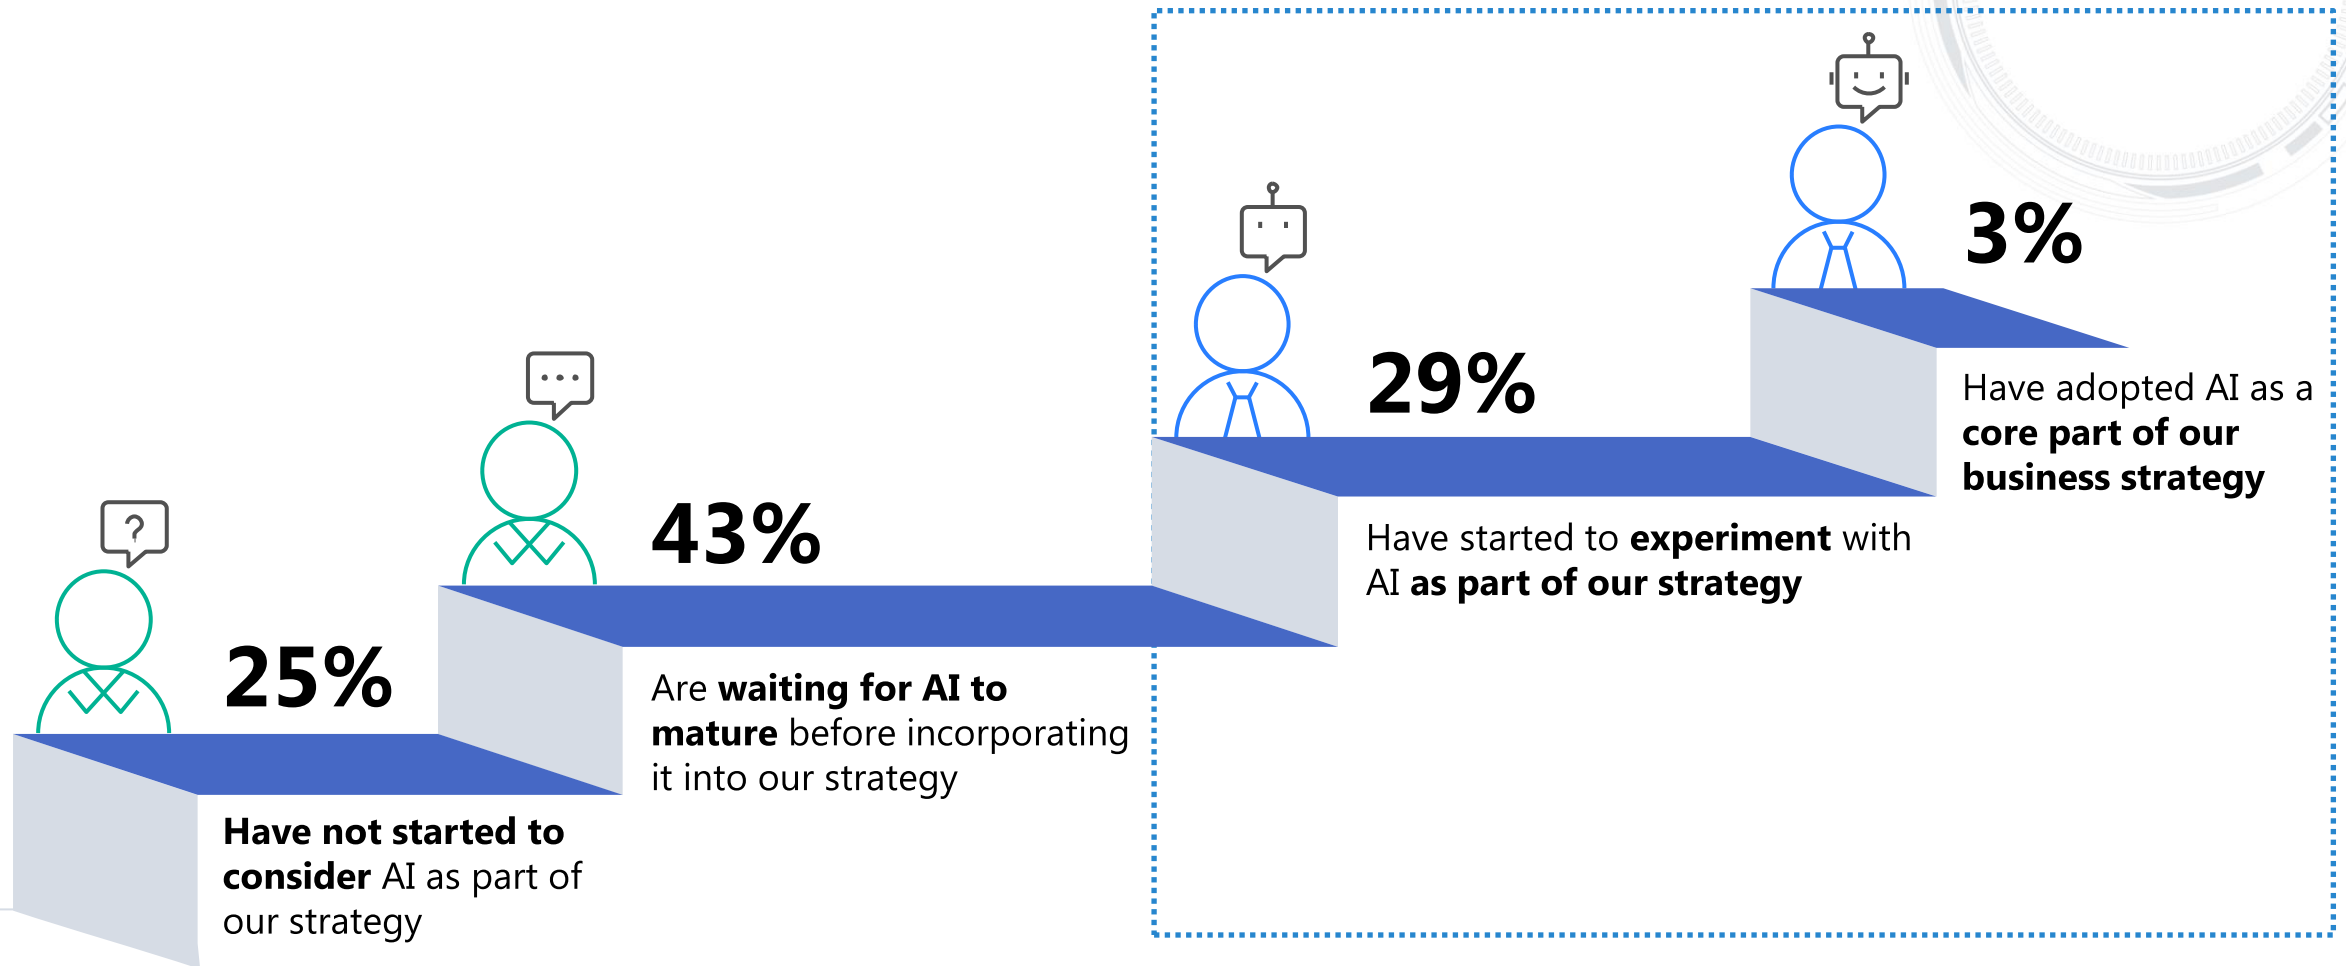 ?
25%
Have not started to
consider AI as part of
our strategy
43%
Are waiting for AI to
mature before incorporating
it into our strategy
29%
Have started to experiment with
AI as part of our strategy
3%
Have adopted AI as a
core part of our
business strategy